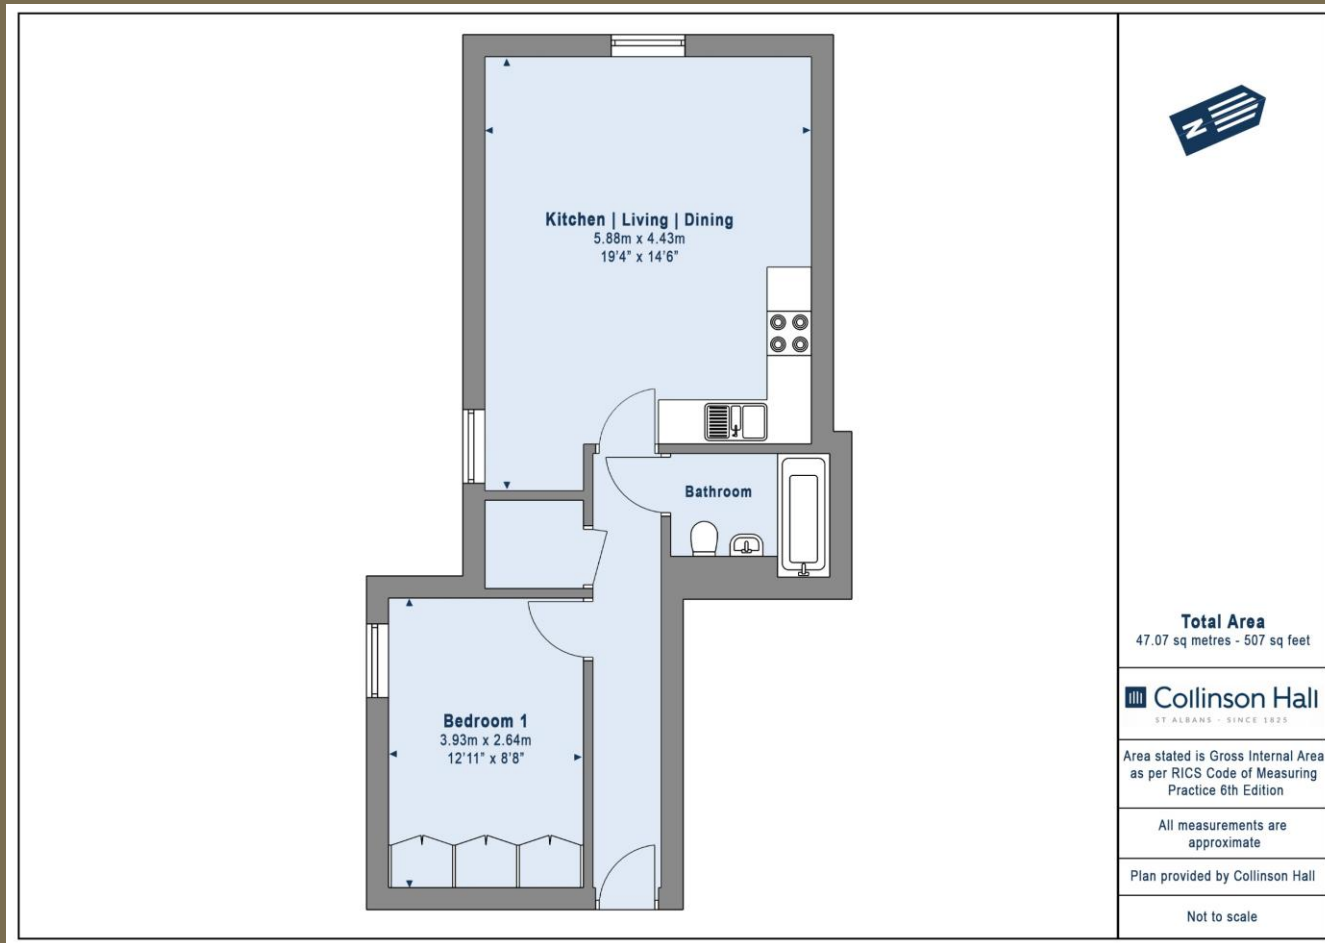 Kitchen | Living | Dining
5.88m x 4.43m
19'4" x 14'6"
Bathroom
Bedroom 1
3.93m x 2.64m
12'11" x 8'8"
N
Total Area
47.07 sq metres - 507 sq feet
Collinson Hall
ST ALBANS - SINCE 1825
Area stated is Gross Internal Area
as per RICS Code of Measuring
Practice 6th Edition
All measurements are
approximate
Plan provided by Collinson Hall
Not to scale